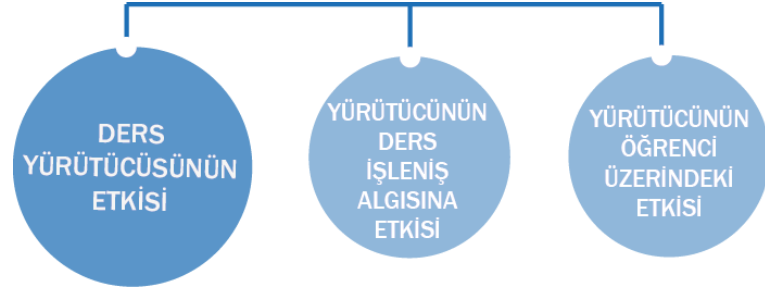 DERS
YÜRÜTÜCÜSÜNÜN
ETKİSİ
YÜRÜTÜCÜNÜN
DERS
İŞLENİŞ
ALGISINA
ETKİSİ
YÜRÜTÜCÜNÜN
ÖĞRENCİ
ÜZERİNDEKİ
ETKİSİ